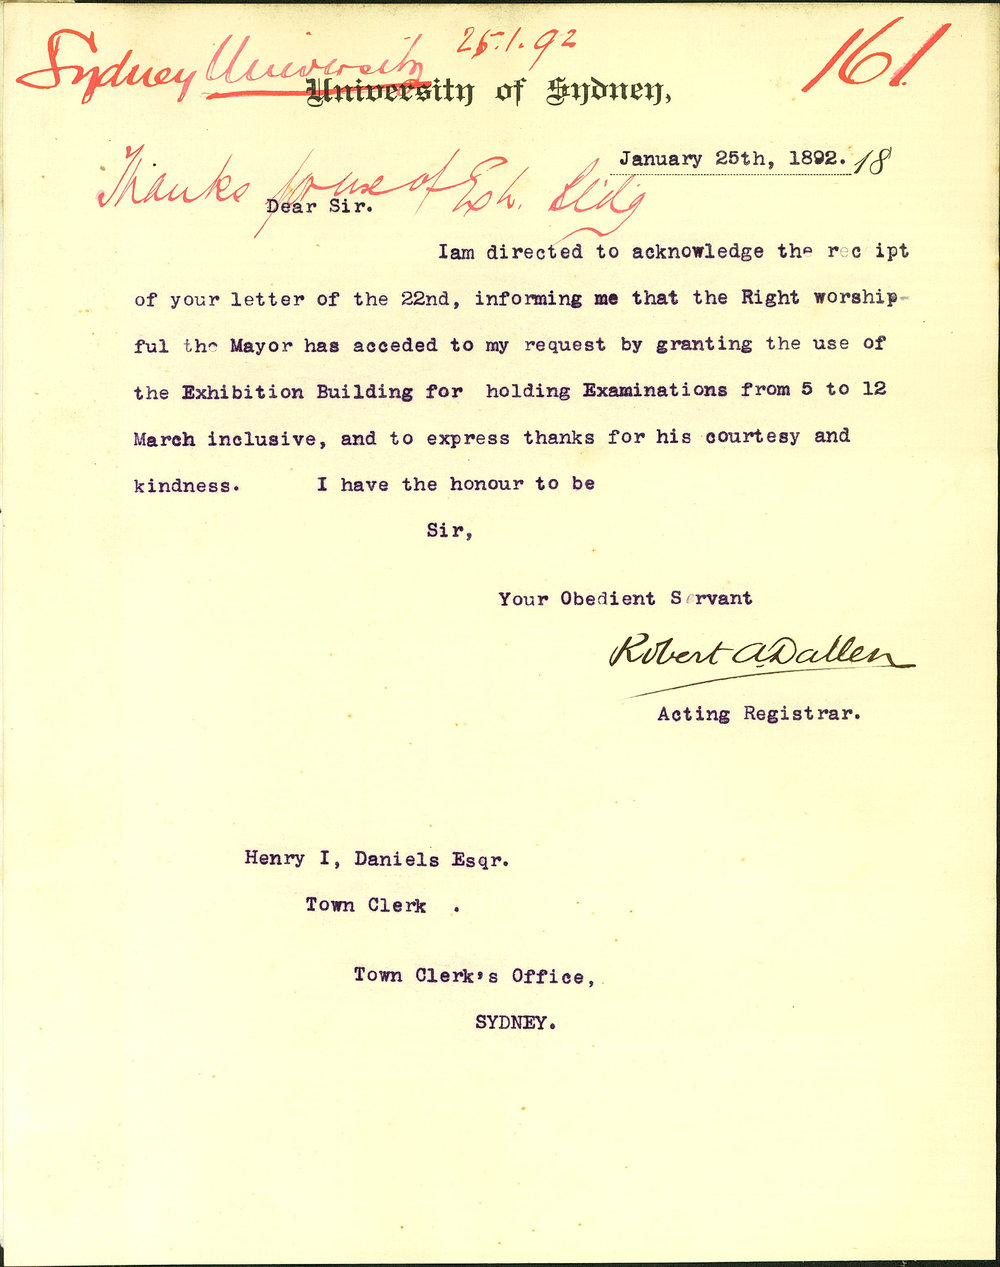 Sydney University 25.1.92 161.
University of Sydney,
January 25th, 1892. 18
Thanks for use of Exh. Bldg
Dear Sir.
Iam directed to acknowledge the rec ipt
of your letter of the 22nd, informing me that the Right worship-
ful the Mayor has acceded to my request by granting the use of
the Exhibition Building for holding Examinations from 5 to 12
March inclusive, and to express thanks for his courtesy and
kindness. I have the honour to be
Sir,
Your Obedient Servant
Robert A. Dallen
Acting Registrar.
Henry I, Daniels Esqr.
Town Clerk .
Town Clerk's Office,
SYDNEY.